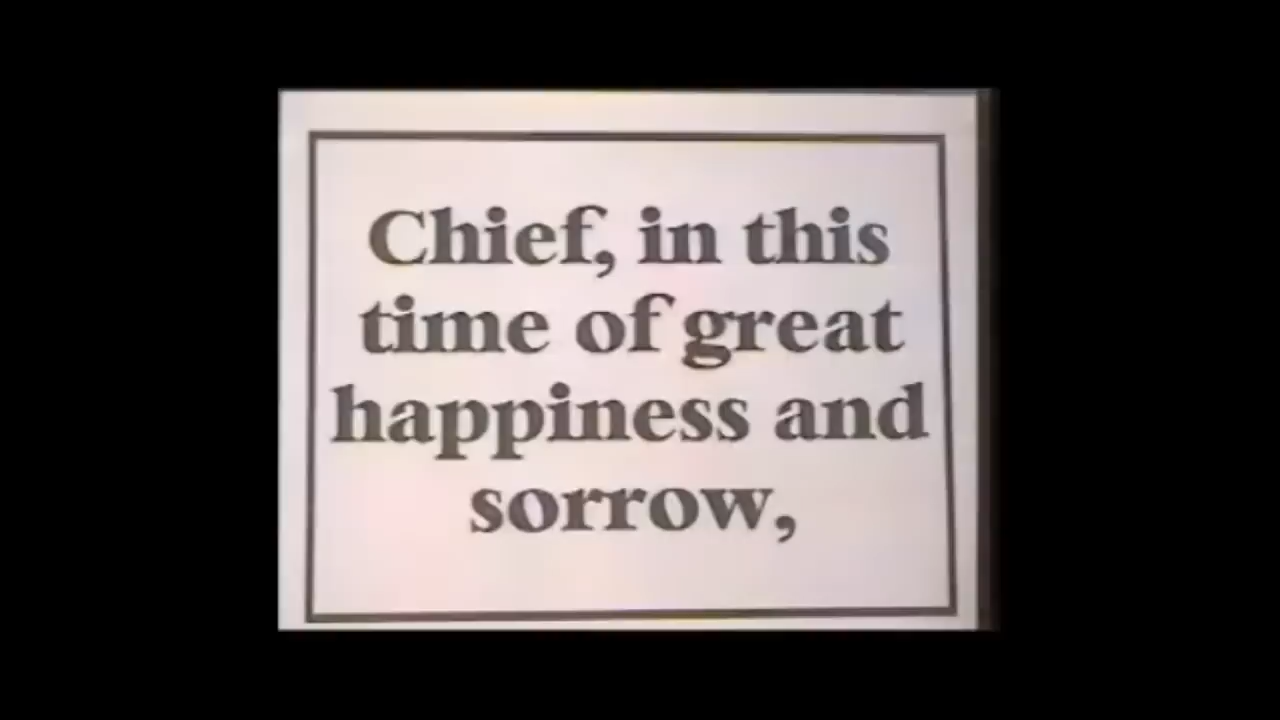 Chief, in this
time of great
happiness and
sorrow,